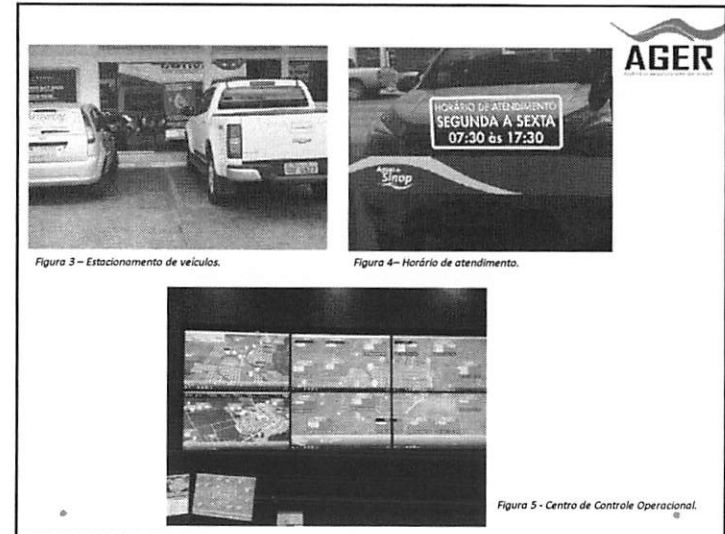 AGER
HORÁRIO DE ATENDIMENTO
SEGUNDA A SEXTA
07:30 às 17:30
Sinop
Figura 3 – Estacionamento de veículos.
Figura 4– Horário de atendimento.
Figura 5 - Centro de Controle Operacional.